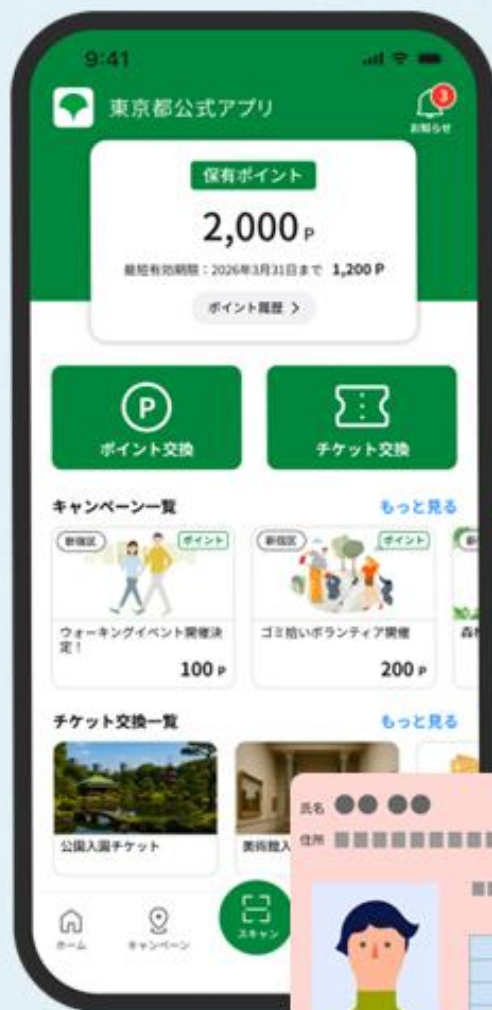 9:41
東京都公式アプリ
3
お知らせ
保有ポイント
2,000 P
最短有効期限：2026年3月31日まで 1,200 P
ポイント履歴 >
P
ポイント交換
チケット交換
キャンペーン一覧
もっと見る
新宿区
ポイント
ウォーキングイベント開催決定！
100 P
新宿区
ポイント
ゴミ拾いボランティア開催
200 P
チケット交換一覧
もっと見る
公園入園チケット
美術館入
氏名
住所
ホーム
キャンペーン
スキャン